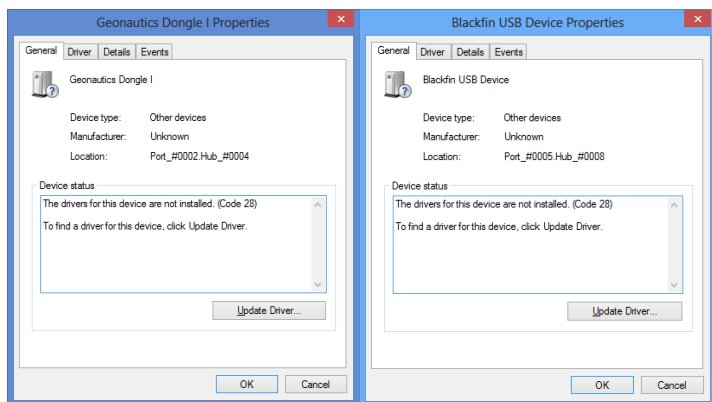 Geonautics Dongle I Properties
General Driver Details Events
Geonautics Dongle I
Device type: Other devices
Manufacturer: Unknown
Location: Port_#0002.Hub_#0004
Device status
The drivers for this device are not installed. (Code 28)
To find a driver for this device, click Update Driver.
Update Driver...
OK Cancel
Blackfin USB Device Properties
General Driver Details Events
Blackfin USB Device
Device type: Other devices
Manufacturer: Unknown
Location: Port_#0005.Hub_#0008
Device status
The drivers for this device are not installed. (Code 28)
To find a driver for this device, click Update Driver.
Update Driver...
OK Cancel